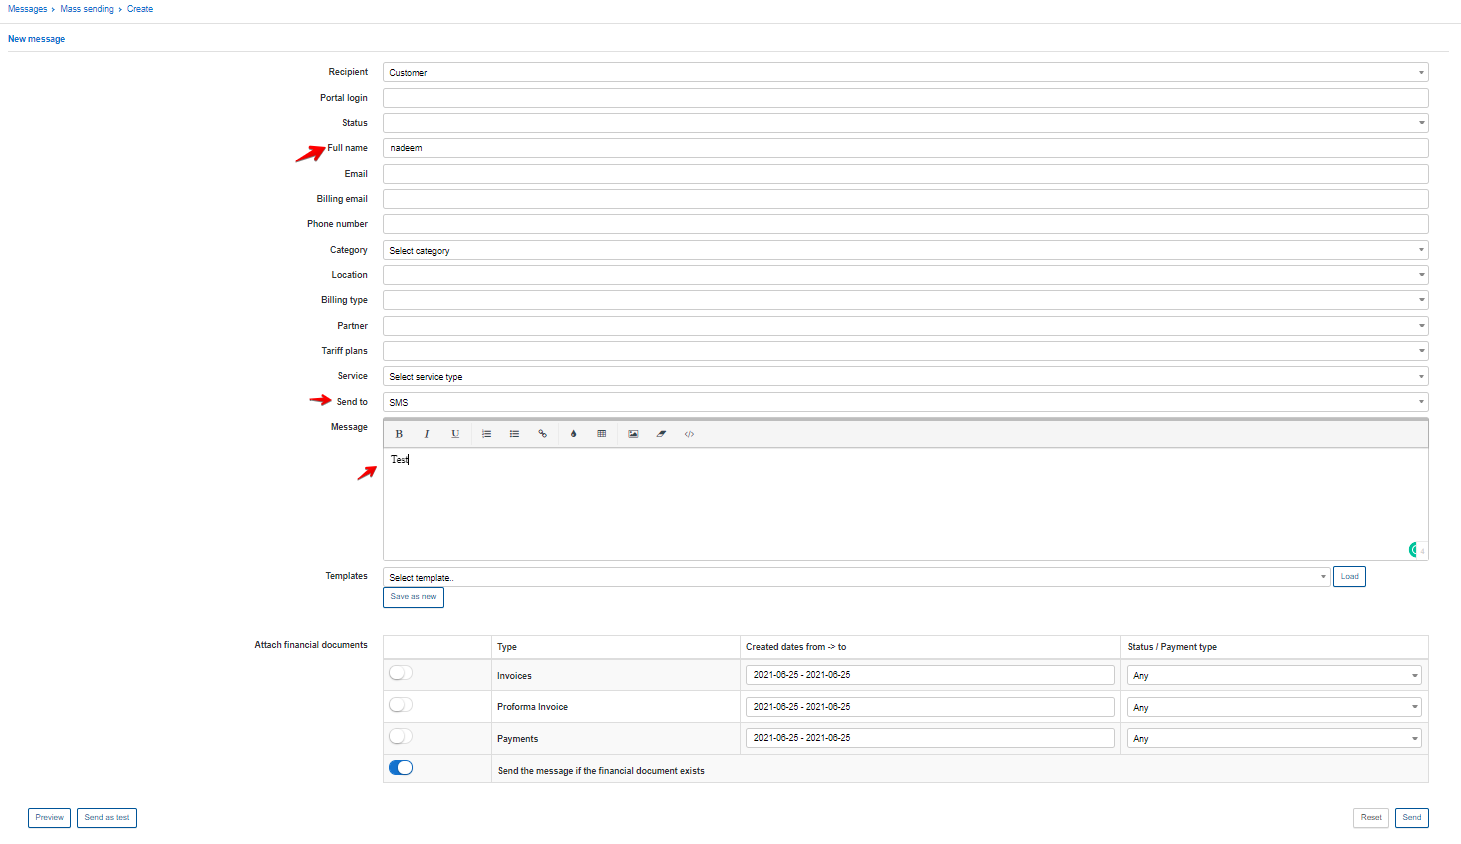 Messages › Mass sending › Create
New message
Recipient Customer
Portal login
Status
Full name nadeem
Email
Billing email
Phone number
Category Select category
Location
Billing type
Partner
Tariff plans
Service Select service type
Send to SMS
Message B I U
Test
Templates Select template.. Load
Save as new
Attach financial documents Type Created dates from -> to Status / Payment type
Invoices 2021-06-25 - 2021-06-25 Any
Proforma Invoice 2021-06-25 - 2021-06-25 Any
Payments 2021-06-25 - 2021-06-25 Any
Send the message if the financial document exists
Preview Send as test Reset Send